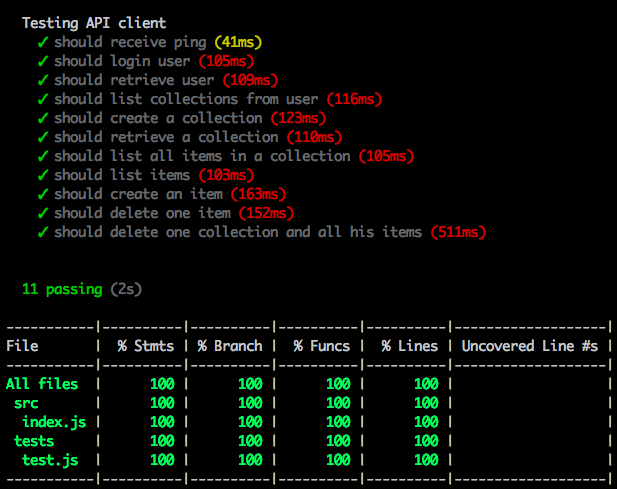 Testing API client
✓ should receive ping (41ms)
✓ should login user (105ms)
✓ should retrieve user (109ms)
✓ should list collections from user (116ms)
✓ should create a collection (123ms)
✓ should retrieve a collection (110ms)
✓ should list all items in a collection (105ms)
✓ should list items (103ms)
✓ should create an item (163ms)
✓ should delete one item (152ms)
✓ should delete one collection and all his items (511ms)
11 passing (2s)
-----------|----------|----------|----------|----------|-------------------|
File       |  % Stmts | % Branch |  % Funcs |  % Lines | Uncovered Line #s |
-----------|----------|----------|----------|----------|-------------------|
All files  |      100 |      100 |      100 |      100 |                   |
 src       |      100 |      100 |      100 |      100 |                   |
  index.js |      100 |      100 |      100 |      100 |                   |
 tests     |      100 |      100 |      100 |      100 |                   |
  test.js  |      100 |      100 |      100 |      100 |                   |
-----------|----------|----------|----------|----------|-------------------|